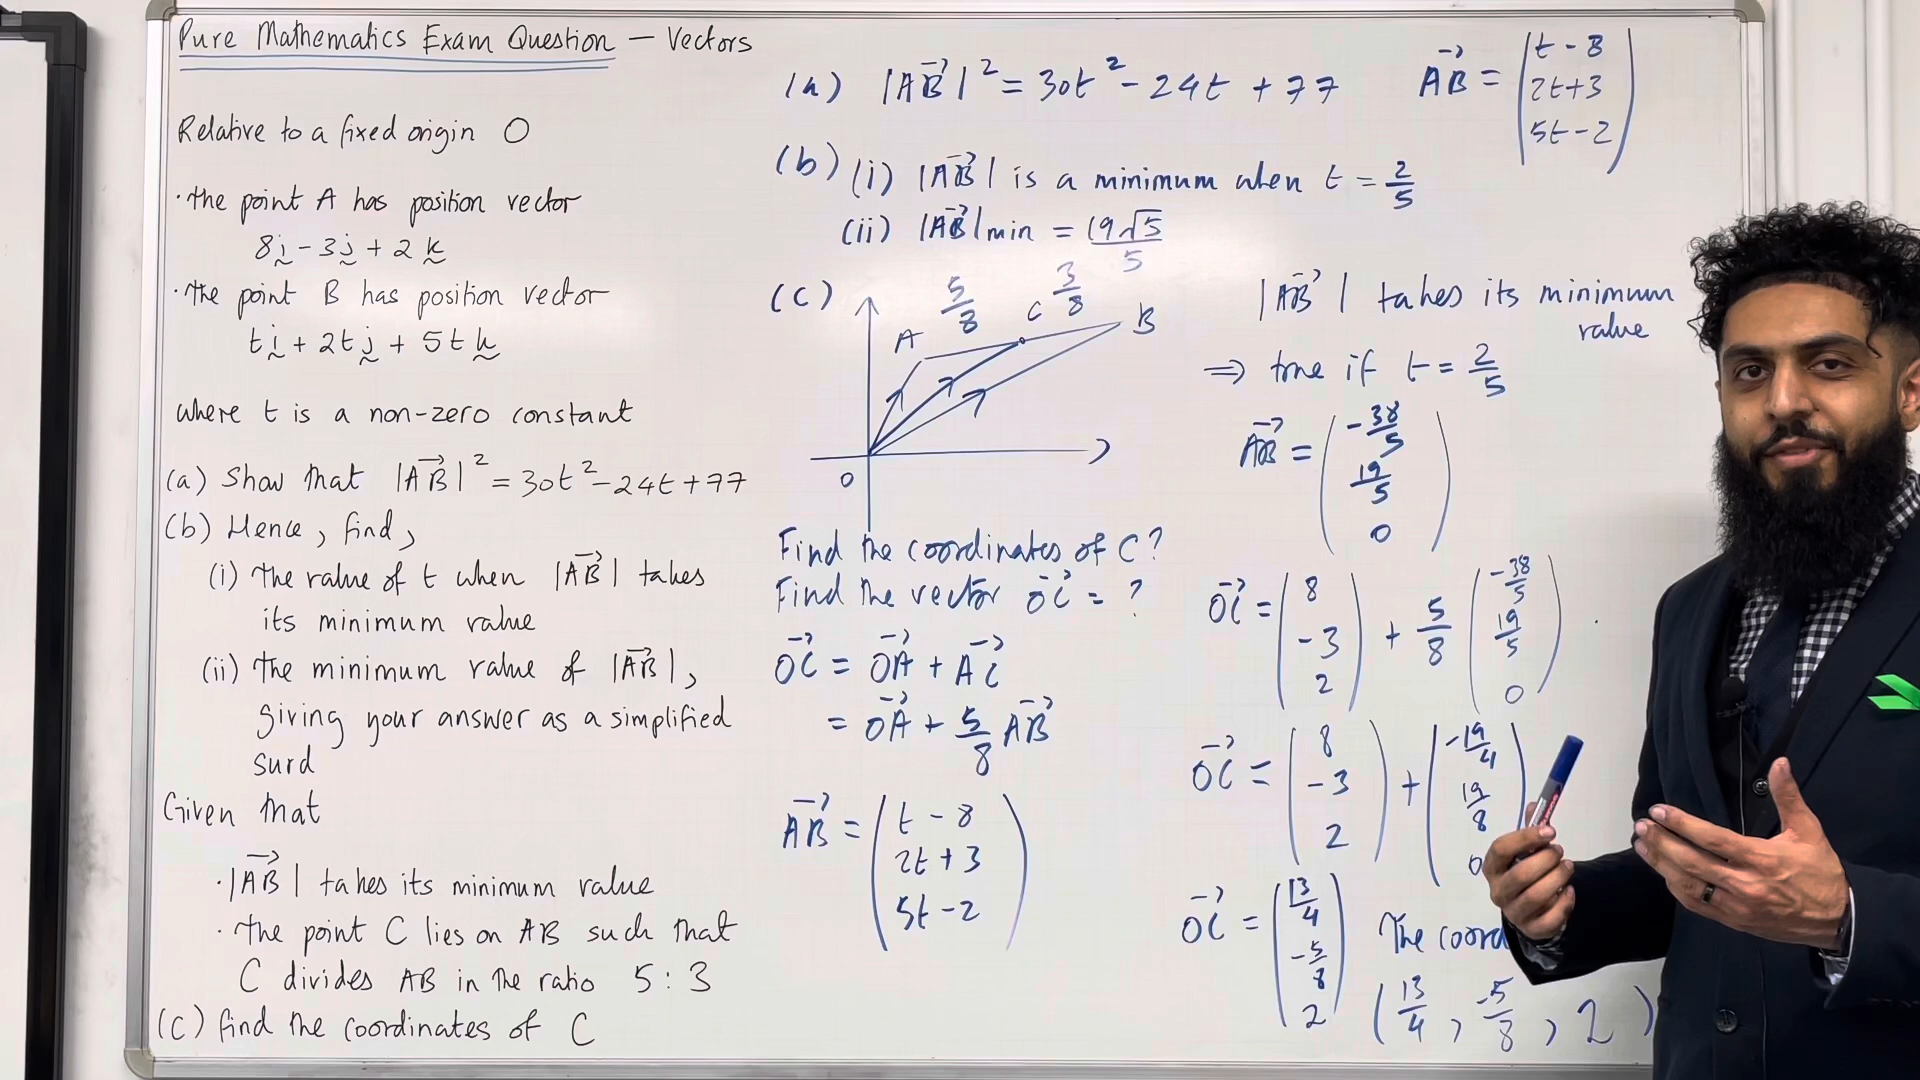 Pure Mathematics Exam Question — Vectors
Relative to a fixed origin O
· the point A has position vector
8i - 3j + 2k
· the point B has position vector
ti + 2tj + 5tk
where t is a non-zero constant
(a) Show that |AB→|² = 30t² - 24t + 77
(b) Hence, find,
(i) the value of t when |AB→| takes
its minimum value
(ii) the minimum value of |AB→|,
giving your answer as a simplified
surd
Given that
· |AB→| takes its minimum value
· the point C lies on AB such that
C divides AB in the ratio 5 : 3
(c) find the coordinates of C
(a) |AB→|² = 30t² - 24t + 77
AB→ = (t - 8
2t + 3
5t - 2)
(b) (i) |AB→| is a minimum when t = 2/5
(ii) |AB→| min = 19√5/5
(c)
A 5/8 C 3/8 B
O
Find the coordinates of C?
Find the vector OC→ = ?
OC→ = OA→ + AC→
= OA→ + 5/8 AB→
AB→ = (t - 8
2t + 3
5t - 2)
|AB→| takes its minimum
value
⇒ true if t = 2/5
AB→ = (-38/5
19/5
0)
OC→ = (8
-3
2) + 5/8 (-38/5
19/5
0)
OC→ = (8
-3
2) + (-19/4
19/8
0
OC→ = (13/4
-5/8
2)
The coord
(13/4, -5/8, 2)